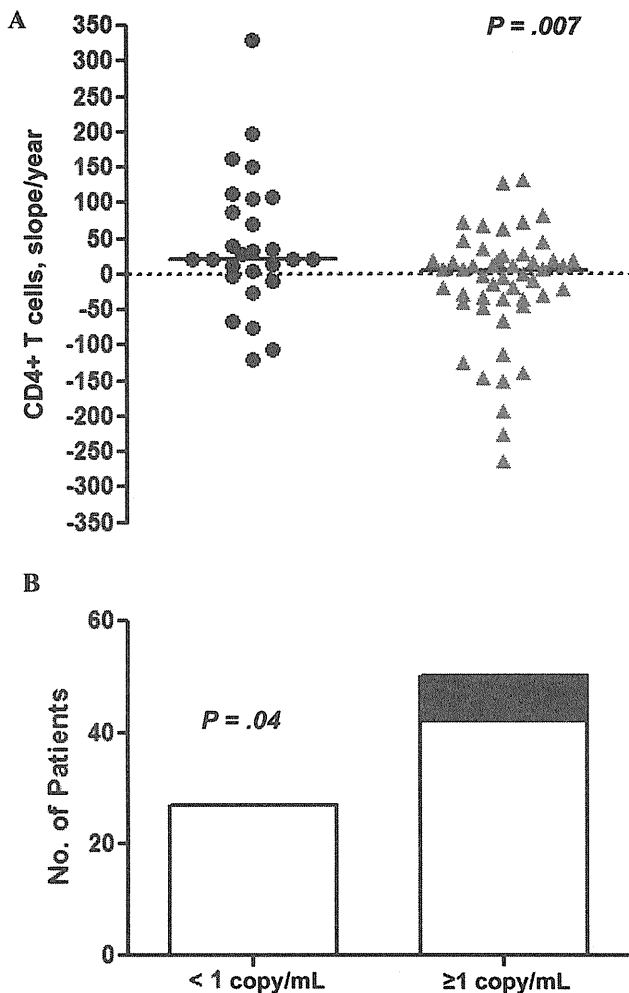 A
P = .007
CD4+ T cells, slope/year
350
300
250
200
150
100
50
0
-50
-100
-150
-200
-250
-300
-350
B
P = .04
No. of Patients
60
40
20
0
< 1 copy/mL
≥1 copy/mL